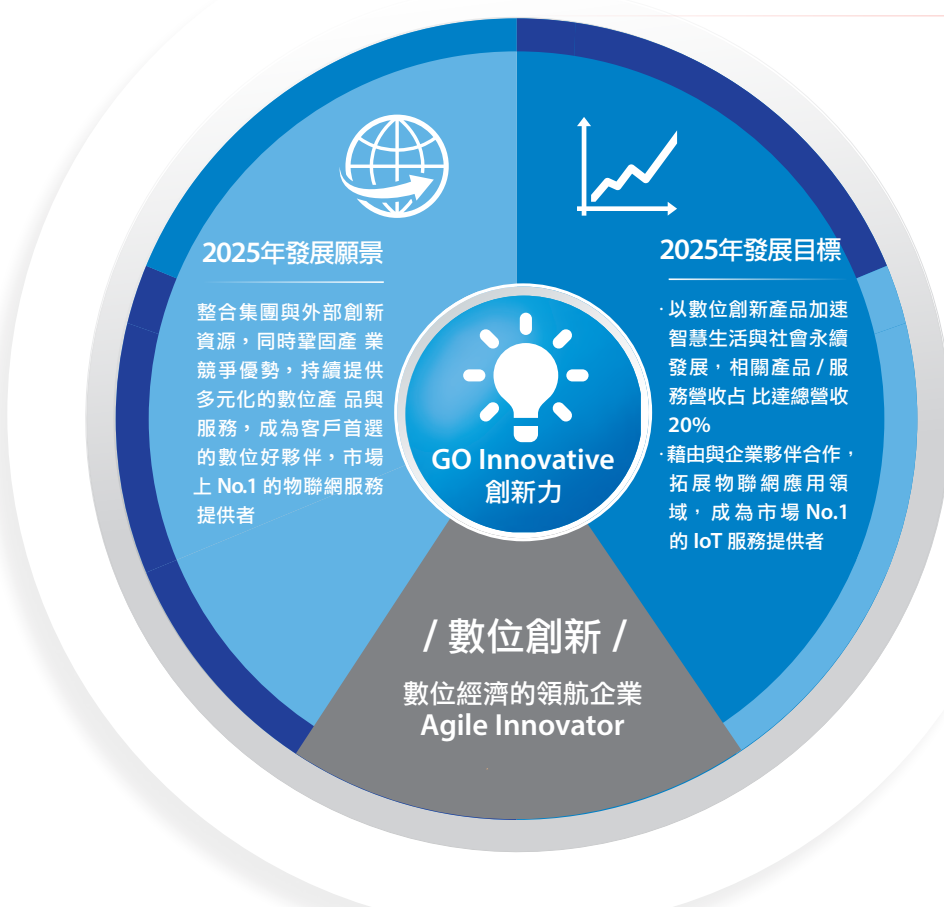 2025年發展願景
整合集團與外部創新
資源，同時鞏固產 業
競爭優勢，持續提供
多元化的數位產 品與
服務，成為客戶首選
的數位好夥伴，市場
上 No.1 的物聯網服務
提供者
2025年發展目標
· 以數位創新產品加速
智慧生活與社會永續
發展，相關產品 / 服
務營收占 比達總營收
20%
· 藉由與企業夥伴合作，
拓展物聯網應用領
域，成為市場 No.1
的 IoT 服務提供者
GO Innovative
創新力
/ 數位創新 /
數位經濟的領航企業
Agile Innovator